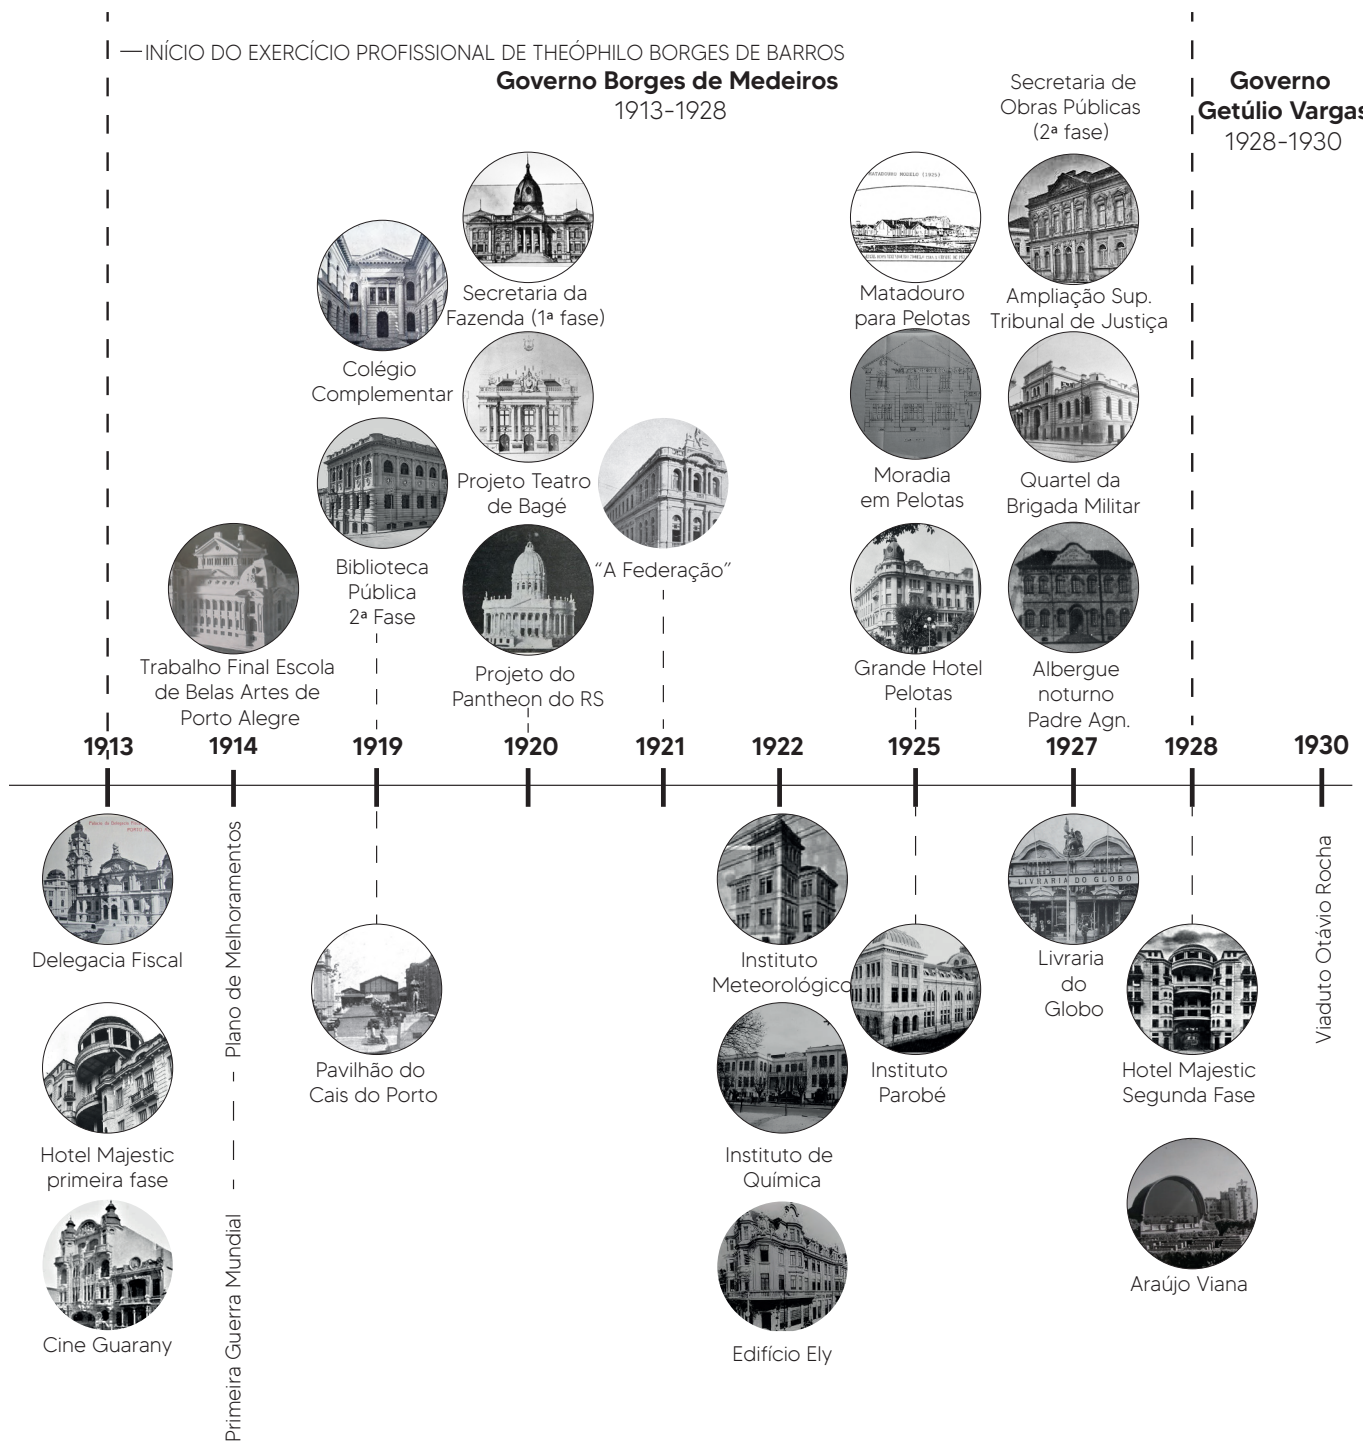 INÍCIO DO EXERCÍCIO PROFISSIONAL DE THEÓPHILO BORGES DE BARROS
Governo Borges de Medeiros
1913-1928
Governo
Getúlio Vargas
1928-1930
Secretaria de
Obras Públicas
(2ª fase)
MATADOURO MODELO [1925]
Secretaria da
Fazenda (1ª fase)
Matadouro
para Pelotas
Ampliação Sup.
Tribunal de Justiça
Colégio
Complementar
Projeto Teatro
de Bagé
Moradia
em Pelotas
Quartel da
Brigada Militar
Biblioteca
Pública
2ª Fase
"A Federação"
Trabalho Final Escola
de Belas Artes de
Porto Alegre
Projeto do
Pantheon do RS
Grande Hotel
Pelotas
Albergue
noturno
Padre Agn.
1913
1914
1919
1920
1921
1922
1925
1927
1928
1930
Delegacia Fiscal
Hotel Majestic
primeira fase
Cine Guarany
Plano de Melhoramentos
Primeira Guerra Mundial
Pavilhão do
Cais do Porto
Instituto
Meteorológico
Instituto de
Química
Edifício Ely
Instituto
Parobé
LIVRARIA DO GLOBO
Livraria
do
Globo
Hotel Majestic
Segunda Fase
Araújo Viana
Viaduto Otávio Rocha